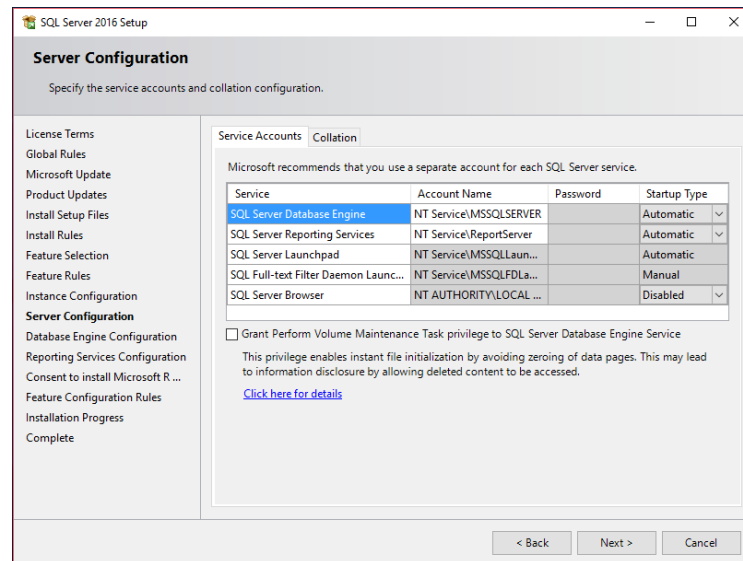 SQL Server 2016 Setup
Server Configuration
Specify the service accounts and collation configuration.
License Terms
Global Rules
Microsoft Update
Product Updates
Install Setup Files
Install Rules
Feature Selection
Feature Rules
Instance Configuration
Server Configuration
Database Engine Configuration
Reporting Services Configuration
Consent to install Microsoft R ...
Feature Configuration Rules
Installation Progress
Complete
Service Accounts Collation
Microsoft recommends that you use a separate account for each SQL Server service.
Service Account Name Password Startup Type
SQL Server Database Engine NT Service\MSSQLSERVER Automatic
SQL Server Reporting Services NT Service\ReportServer Automatic
SQL Server Launchpad NT Service\MSSQLLaun... Automatic
SQL Full-text Filter Daemon Launc... NT Service\MSSQLFDLa... Manual
SQL Server Browser NT AUTHORITY\LOCAL ... Disabled
Grant Perform Volume Maintenance Task privilege to SQL Server Database Engine Service
This privilege enables instant file initialization by avoiding zeroing of data pages. This may lead
to information disclosure by allowing deleted content to be accessed.
Click here for details
< Back Next > Cancel